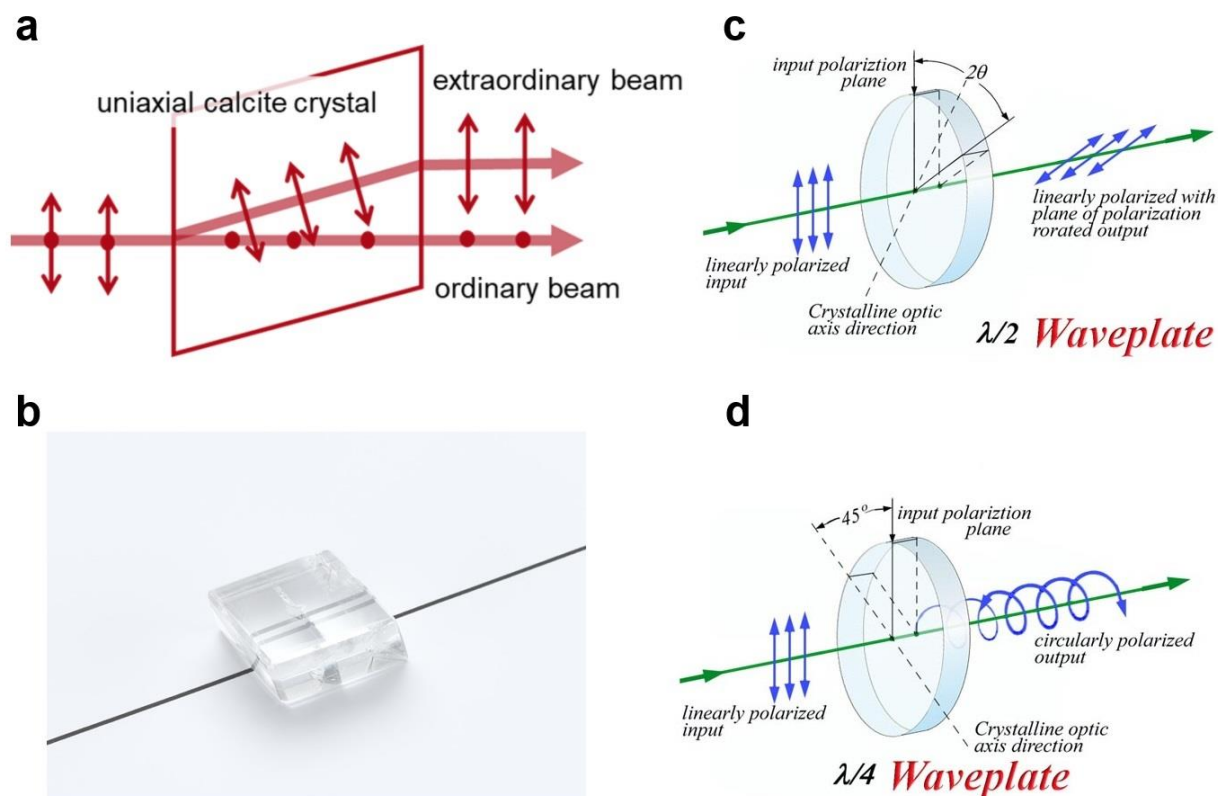 a
uniaxial calcite crystal
extraordinary beam
ordinary beam
b
c
input polariztion
plane
2θ
linearly polarized
input
linearly polarized with
plane of polarization
rorated output
Crystalline optic
axis direction
λ/2 Waveplate
d
45°
input polariztion
plane
circularly polarized
output
linearly polarized
input
Crystalline optic
axis direction
λ/4 Waveplate